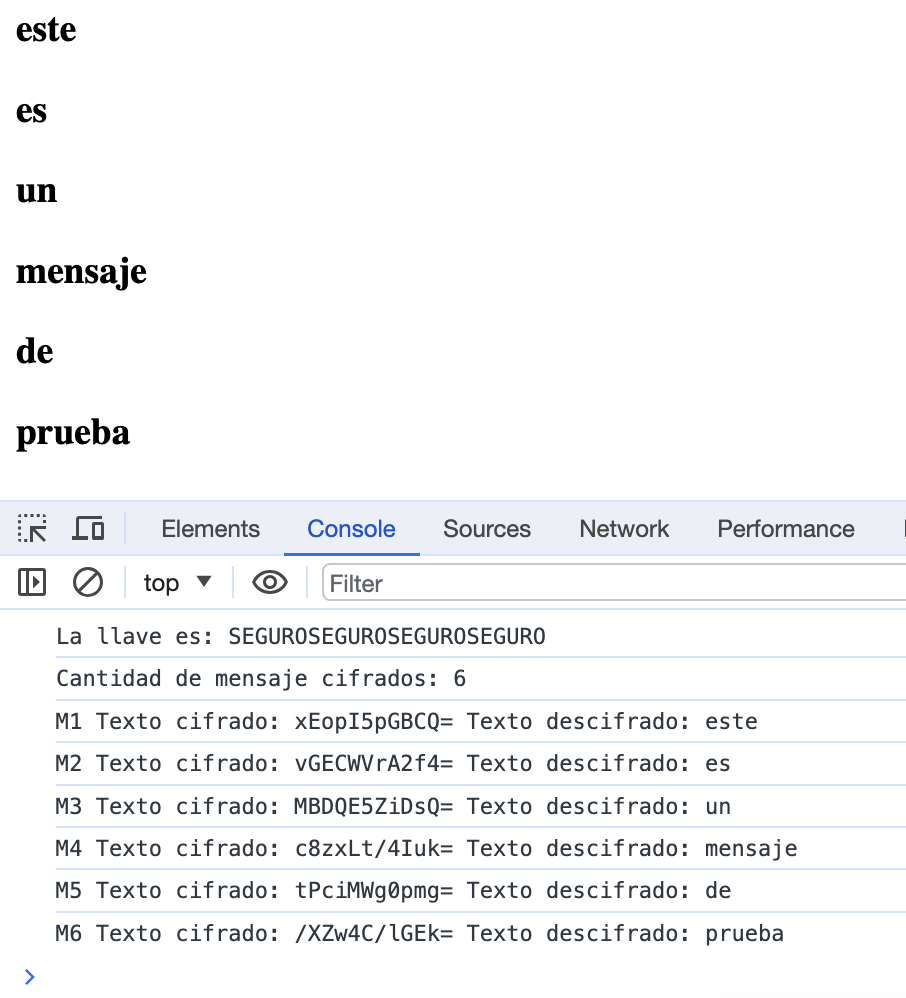 este
es
un
mensaje
de
prueba
Elements Console Sources Network Performance
top Filter
La llave es: SEGUROSEGUROSEGUROSEGURO
Cantidad de mensaje cifrados: 6
M1 Texto cifrado: xEopI5pGBCQ= Texto descifrado: este
M2 Texto cifrado: vGECWVrA2f4= Texto descifrado: es
M3 Texto cifrado: MBDQE5ZiDsQ= Texto descifrado: un
M4 Texto cifrado: c8zxLt/4Iuk= Texto descifrado: mensaje
M5 Texto cifrado: tPciMWg0pmg= Texto descifrado: de
M6 Texto cifrado: /XZw4C/lGEk= Texto descifrado: prueba